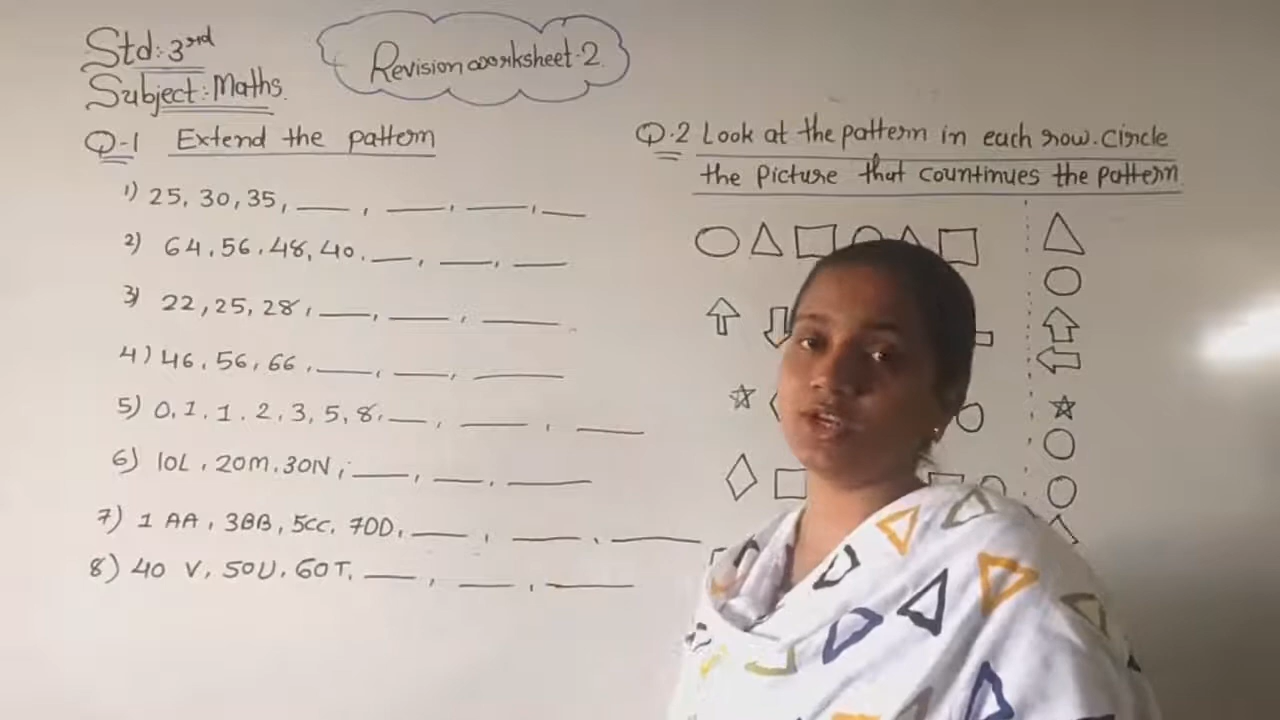 Std: 3rd
Subject: Maths.
Revision worksheet-2
Q-1 Extend the pattern
1) 25, 30, 35, ___, ___, ___, ___
2) 64, 56, 48, 40, ___, ___, ___
3) 22, 25, 28, ___, ___, ___
4) 46, 56, 66, ___, ___, ___
5) 0, 1, 1, 2, 3, 5, 8, ___, ___, ___
6) 10L, 20M, 30N, ___, ___, ___
7) 1 AA, 3BB, 5CC, 7DD, ___, ___, ___
8) 40 V, 50U, 60T, ___, ___, ___
Q.2 Look at the pattern in each row. Circle
the Picture that countinues the pattern